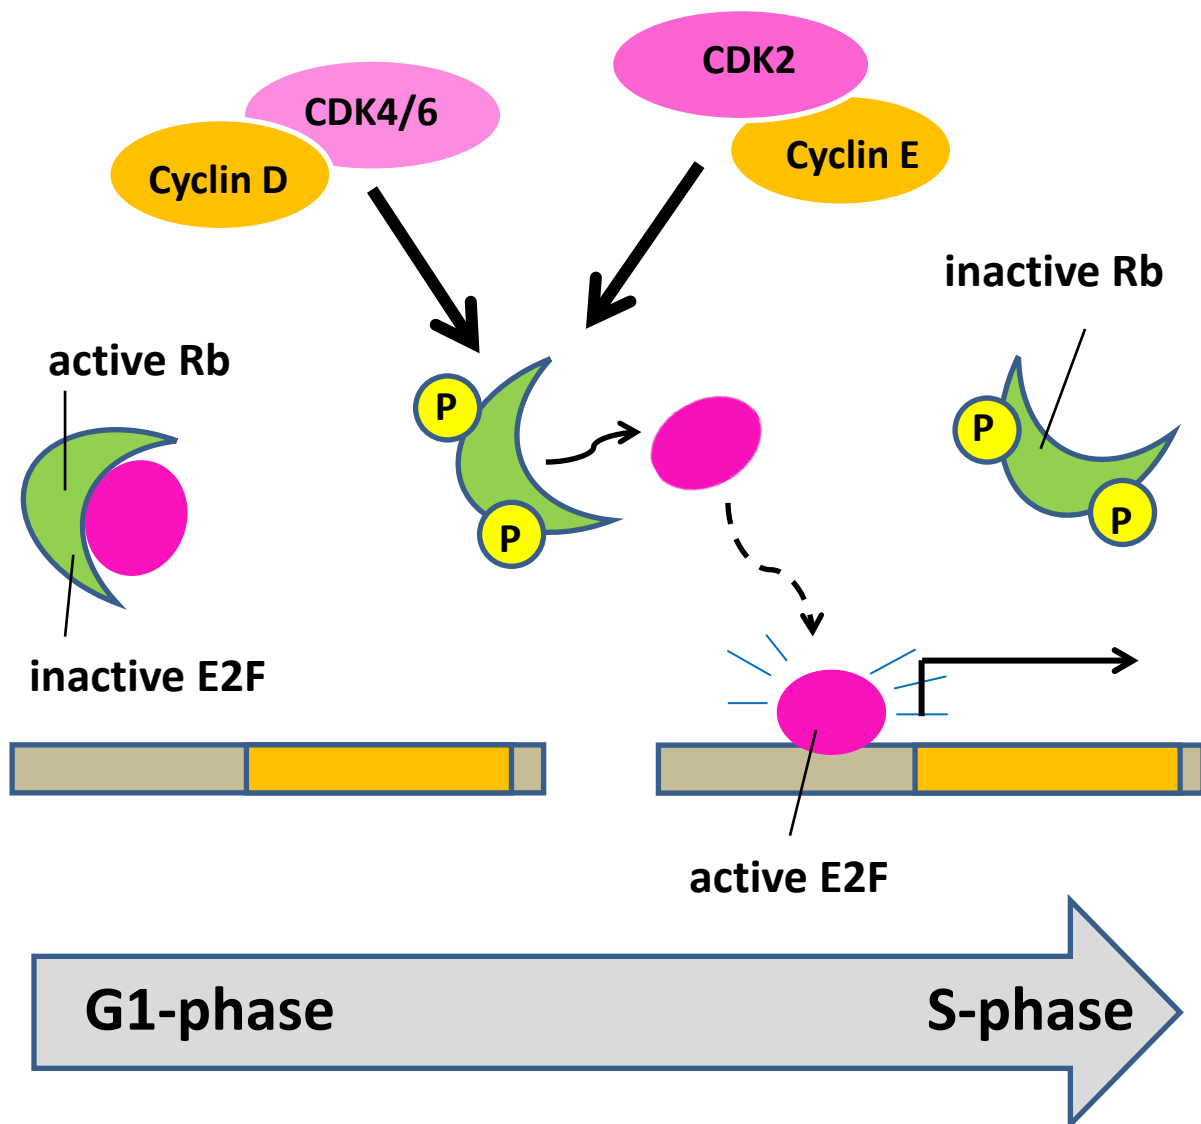 CDK2
CDK4/6
Cyclin E
Cyclin D
inactive Rb
active Rb
P
P
P
P
inactive E2F
active E2F
G1-phase
S-phase